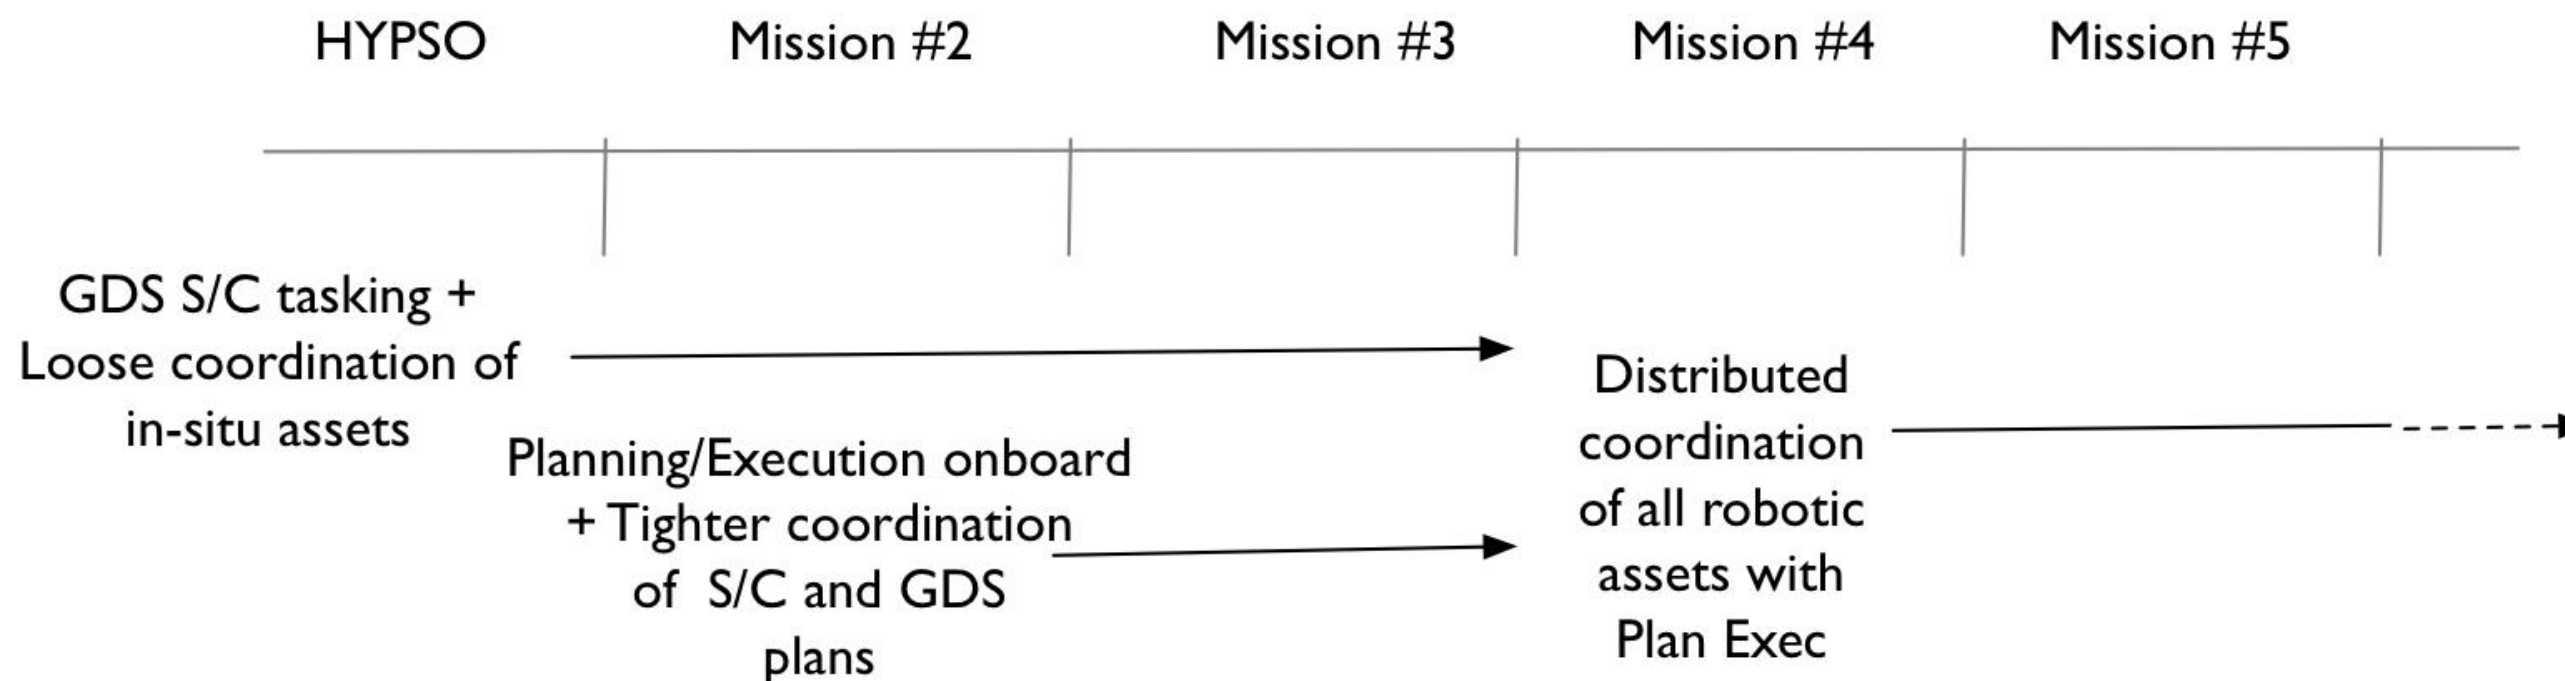 HYPSO Mission #2 Mission #3 Mission #4 Mission #5
GDS S/C tasking +
Loose coordination of
in-situ assets
Planning/Execution onboard
+ Tighter coordination
of S/C and GDS
plans
Distributed
coordination
of all robotic
assets with
Plan Exec